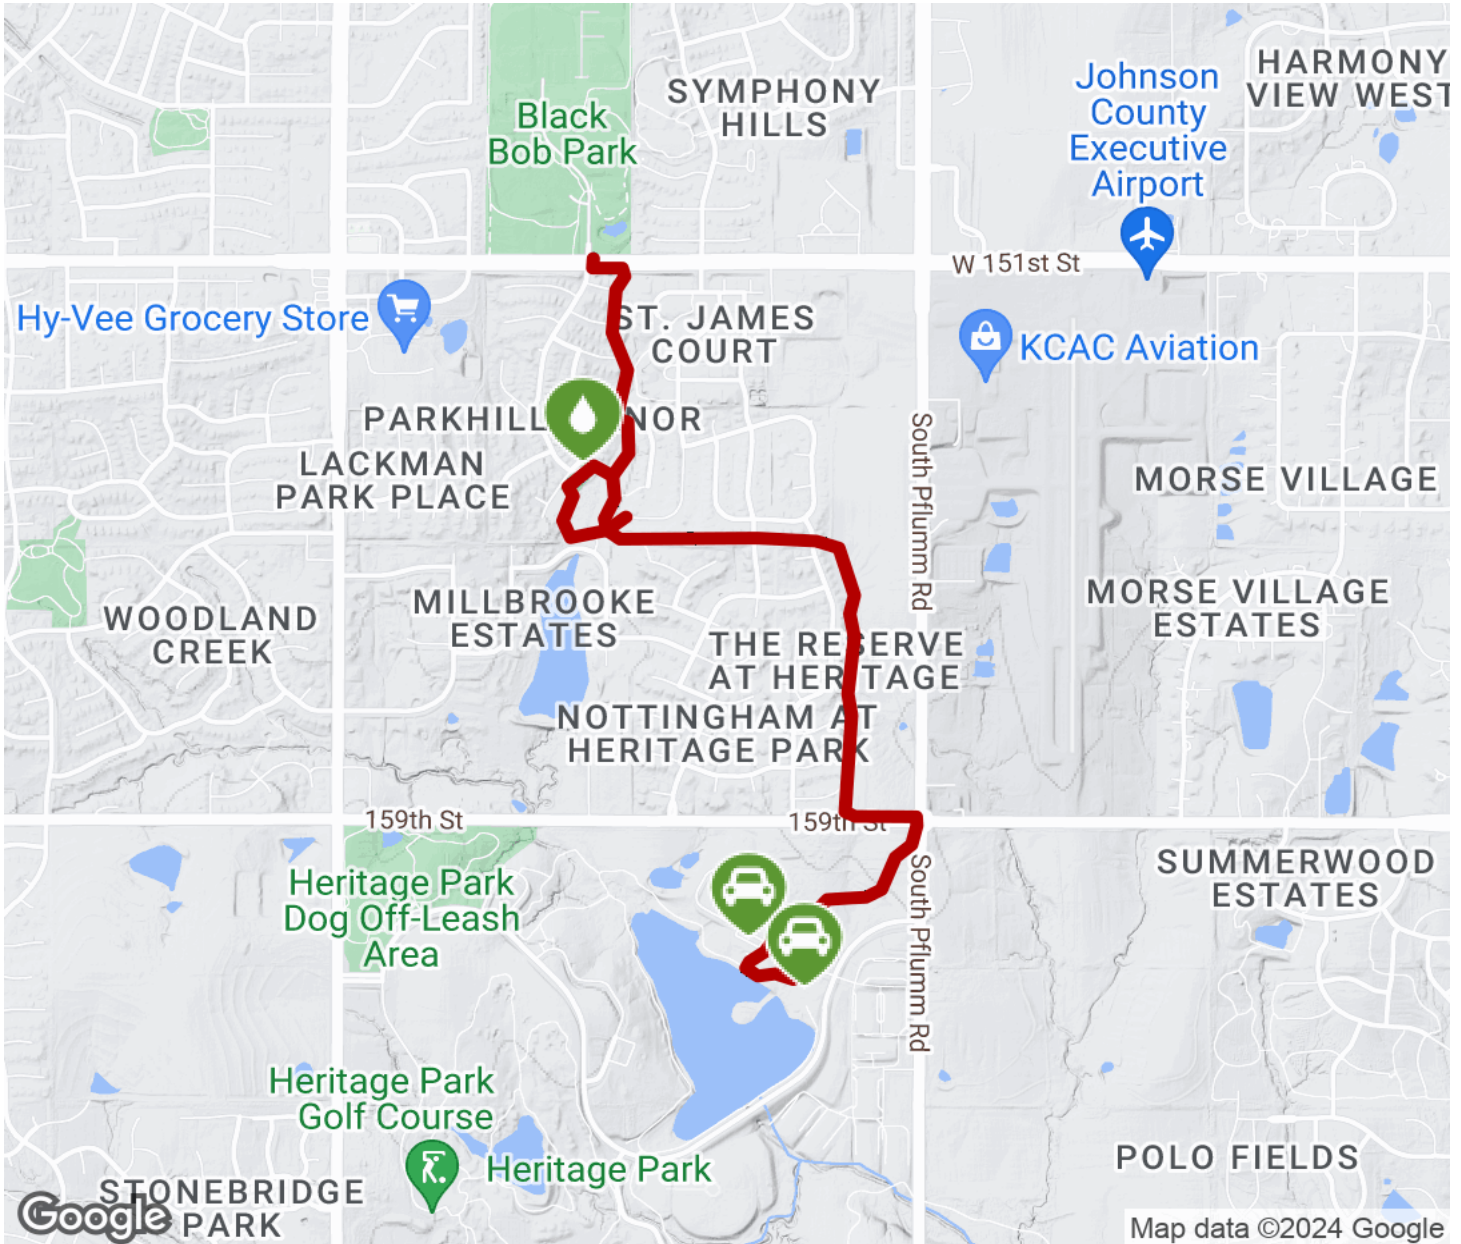 HARMONY
VIEW WEST
Johnson
County
Executive
Airport
SYMPHONY
HILLS
Black
Bob Park
W 151st St
Hy-Vee Grocery Store
ST. JAMES
COURT
KCAC Aviation
PARKHILL NOR
LACKMAN
PARK PLACE
South Pflumm Rd
MORSE VILLAGE
MILLBROOKE
ESTATES
MORSE VILLAGE
ESTATES
WOODLAND
CREEK
THE RESERVE
AT HERITAGE
NOTTINGHAM AT
HERITAGE PARK
159th St
159th St
SUMMERWOOD
ESTATES
Heritage Park
Dog Off-Leash
Area
South Pflumm Rd
Heritage Park
Golf Course
Heritage Park
POLO FIELDS
STONEBRIDGE
PARK
Google
Map data ©2024 Google